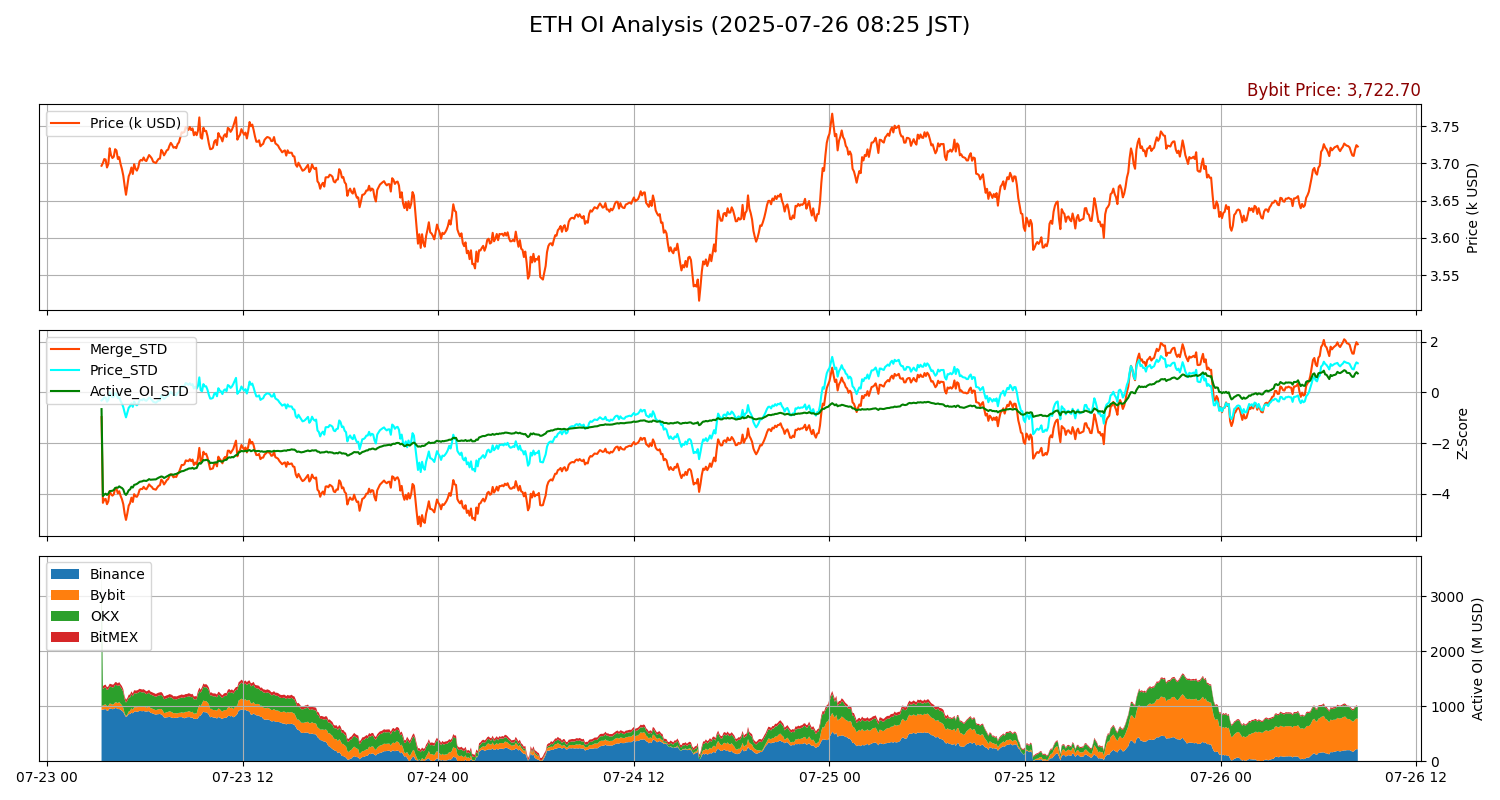 ETH OI Analysis (2025-07-26 08:25 JST)
Bybit Price: 3,722.70
Price (k USD)
3.75
3.70
3.65
3.60
3.55
Price (k USD)
Merge_STD
Price_STD
Active_OI_STD
2
0
−2
−4
Z-Score
Binance
Bybit
OKX
BitMEX
3000
2000
1000
0
Active OI (M USD)
07-23 00
07-23 12
07-24 00
07-24 12
07-25 00
07-25 12
07-26 00
07-26 12